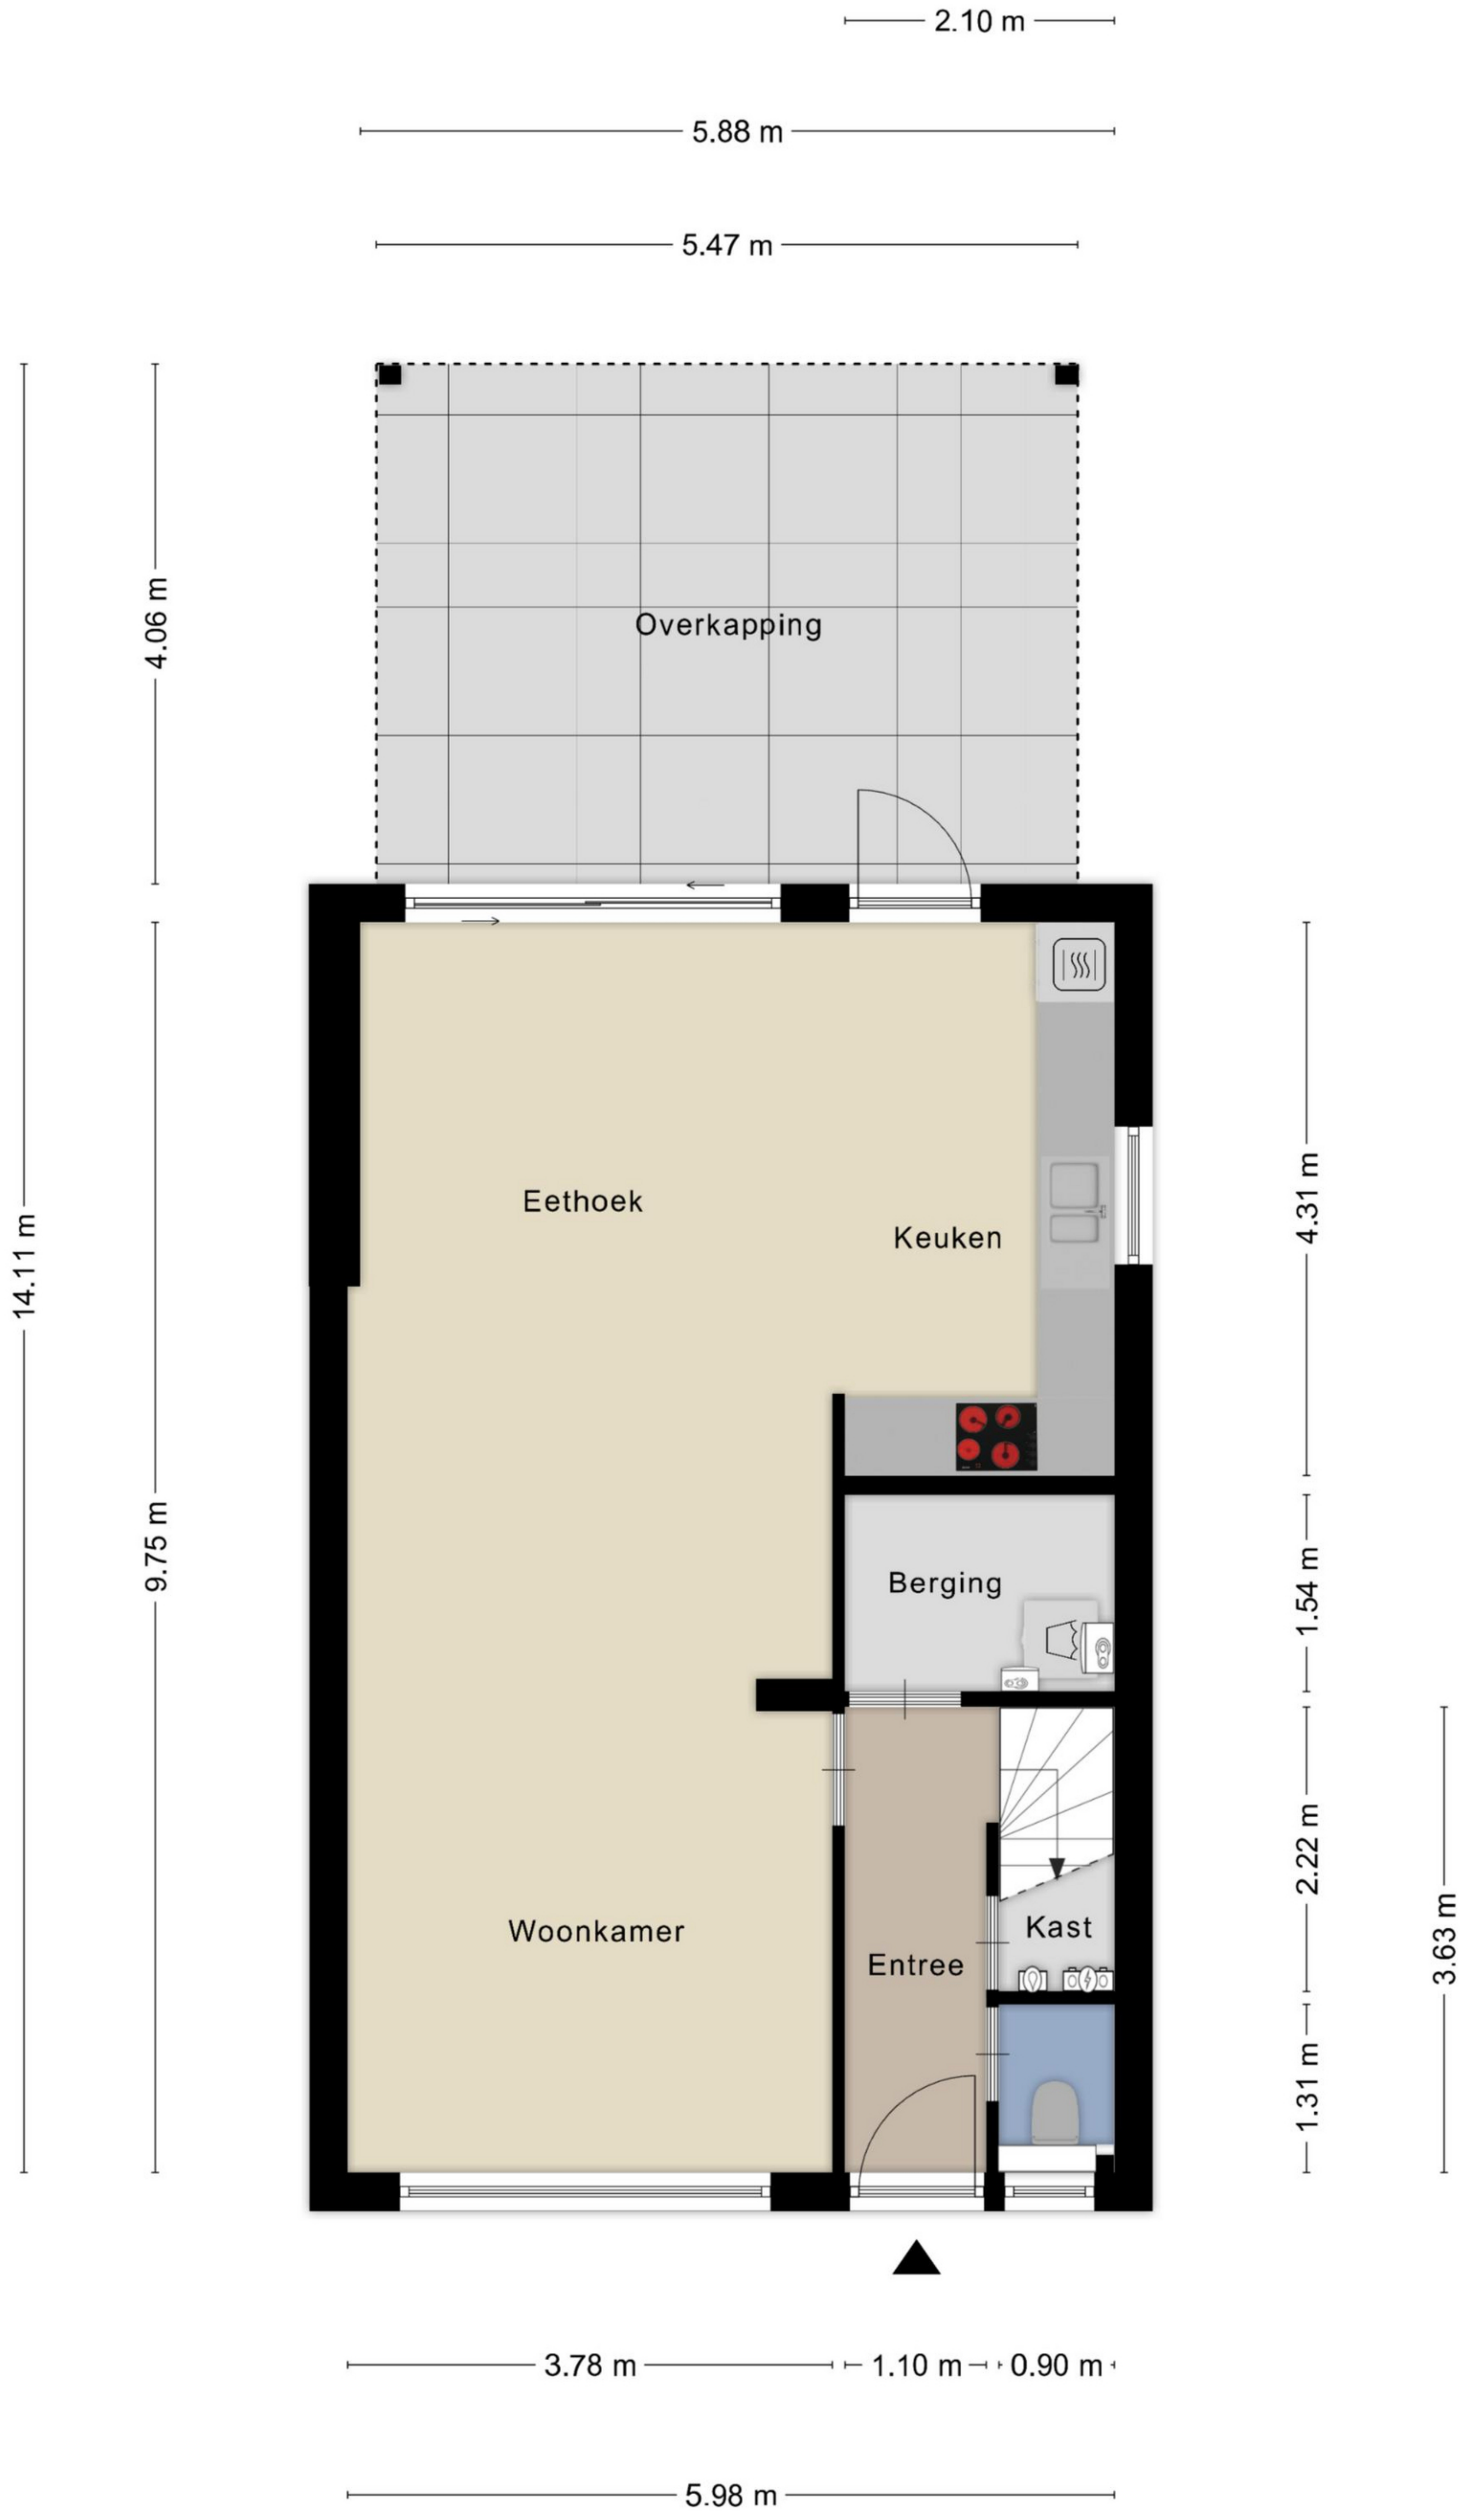 2.10 m
5.88 m
5.47 m
4.06 m
Overkapping
14.11 m
Eethoek
Keuken
4.31 m
9.75 m
Berging
1.54 m
2.22 m
Woonkamer
Kast
Entree
3.63 m
1.31 m
3.78 m
1.10 m
0.90 m
5.98 m